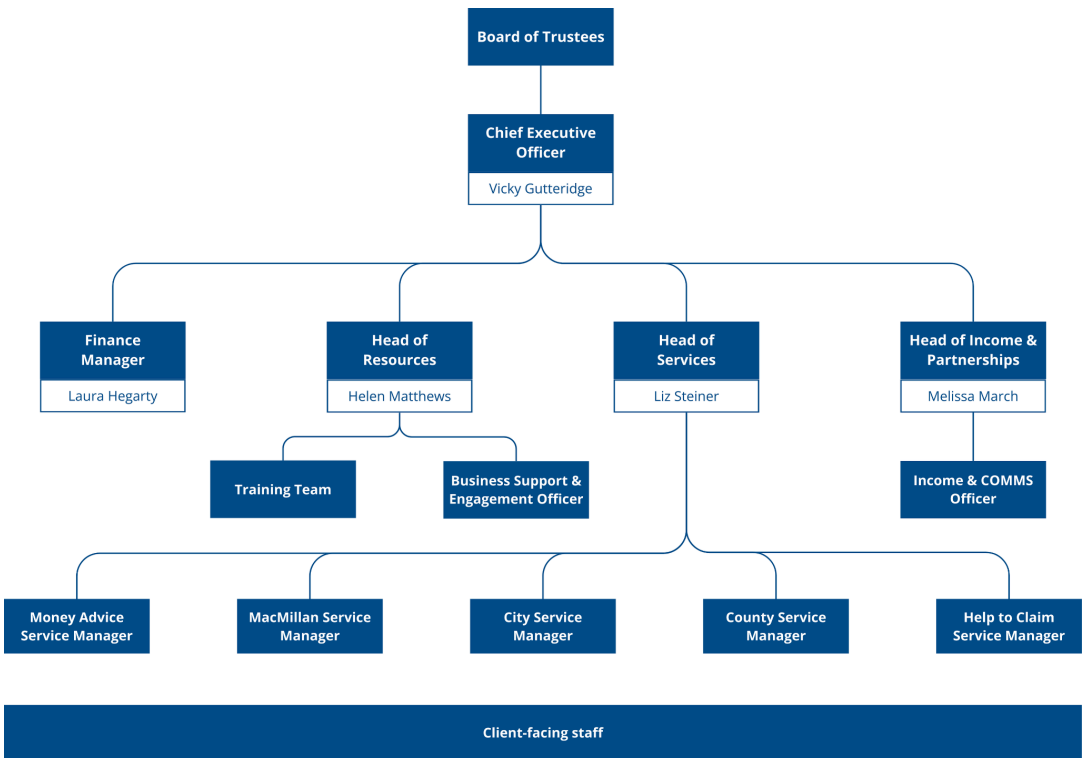 Board of Trustees
Chief Executive
Officer
Vicky Gutteridge
Finance
Manager
Laura Hegarty
Head of
Resources
Helen Matthews
Head of
Services
Liz Steiner
Head of Income &
Partnerships
Melissa March
Training Team
Business Support &
Engagement Officer
Income & COMMS
Officer
Money Advice
Service Manager
MacMillan Service
Manager
City Service
Manager
County Service
Manager
Help to Claim
Service Manager
Client-facing staff